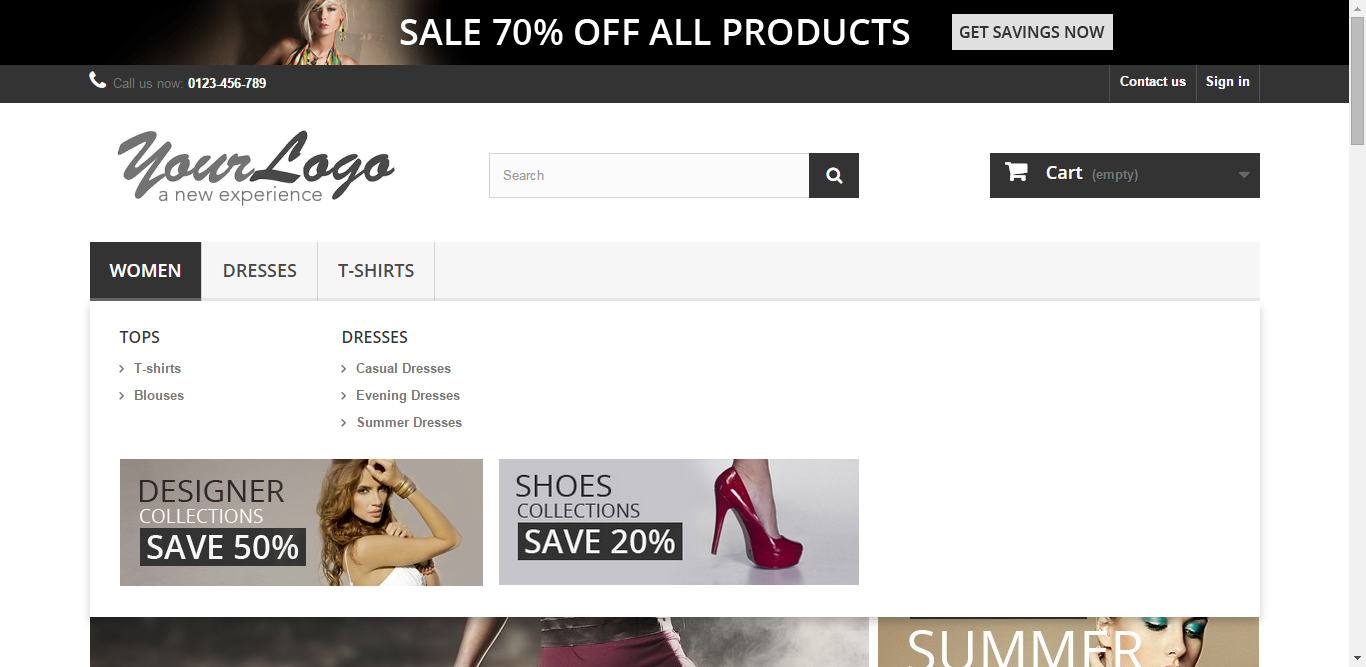 SALE 70% OFF ALL PRODUCTS
GET SAVINGS NOW
Call us now: 0123-456-789
Contact us
Sign in
YourLogo
a new experience
Search
Cart (empty)
WOMEN
DRESSES
T-SHIRTS
TOPS
T-shirts
Blouses
DRESSES
Casual Dresses
Evening Dresses
Summer Dresses
DESIGNER
COLLECTIONS
SAVE 50%
SHOES
COLLECTIONS
SAVE 20%
SUMMER